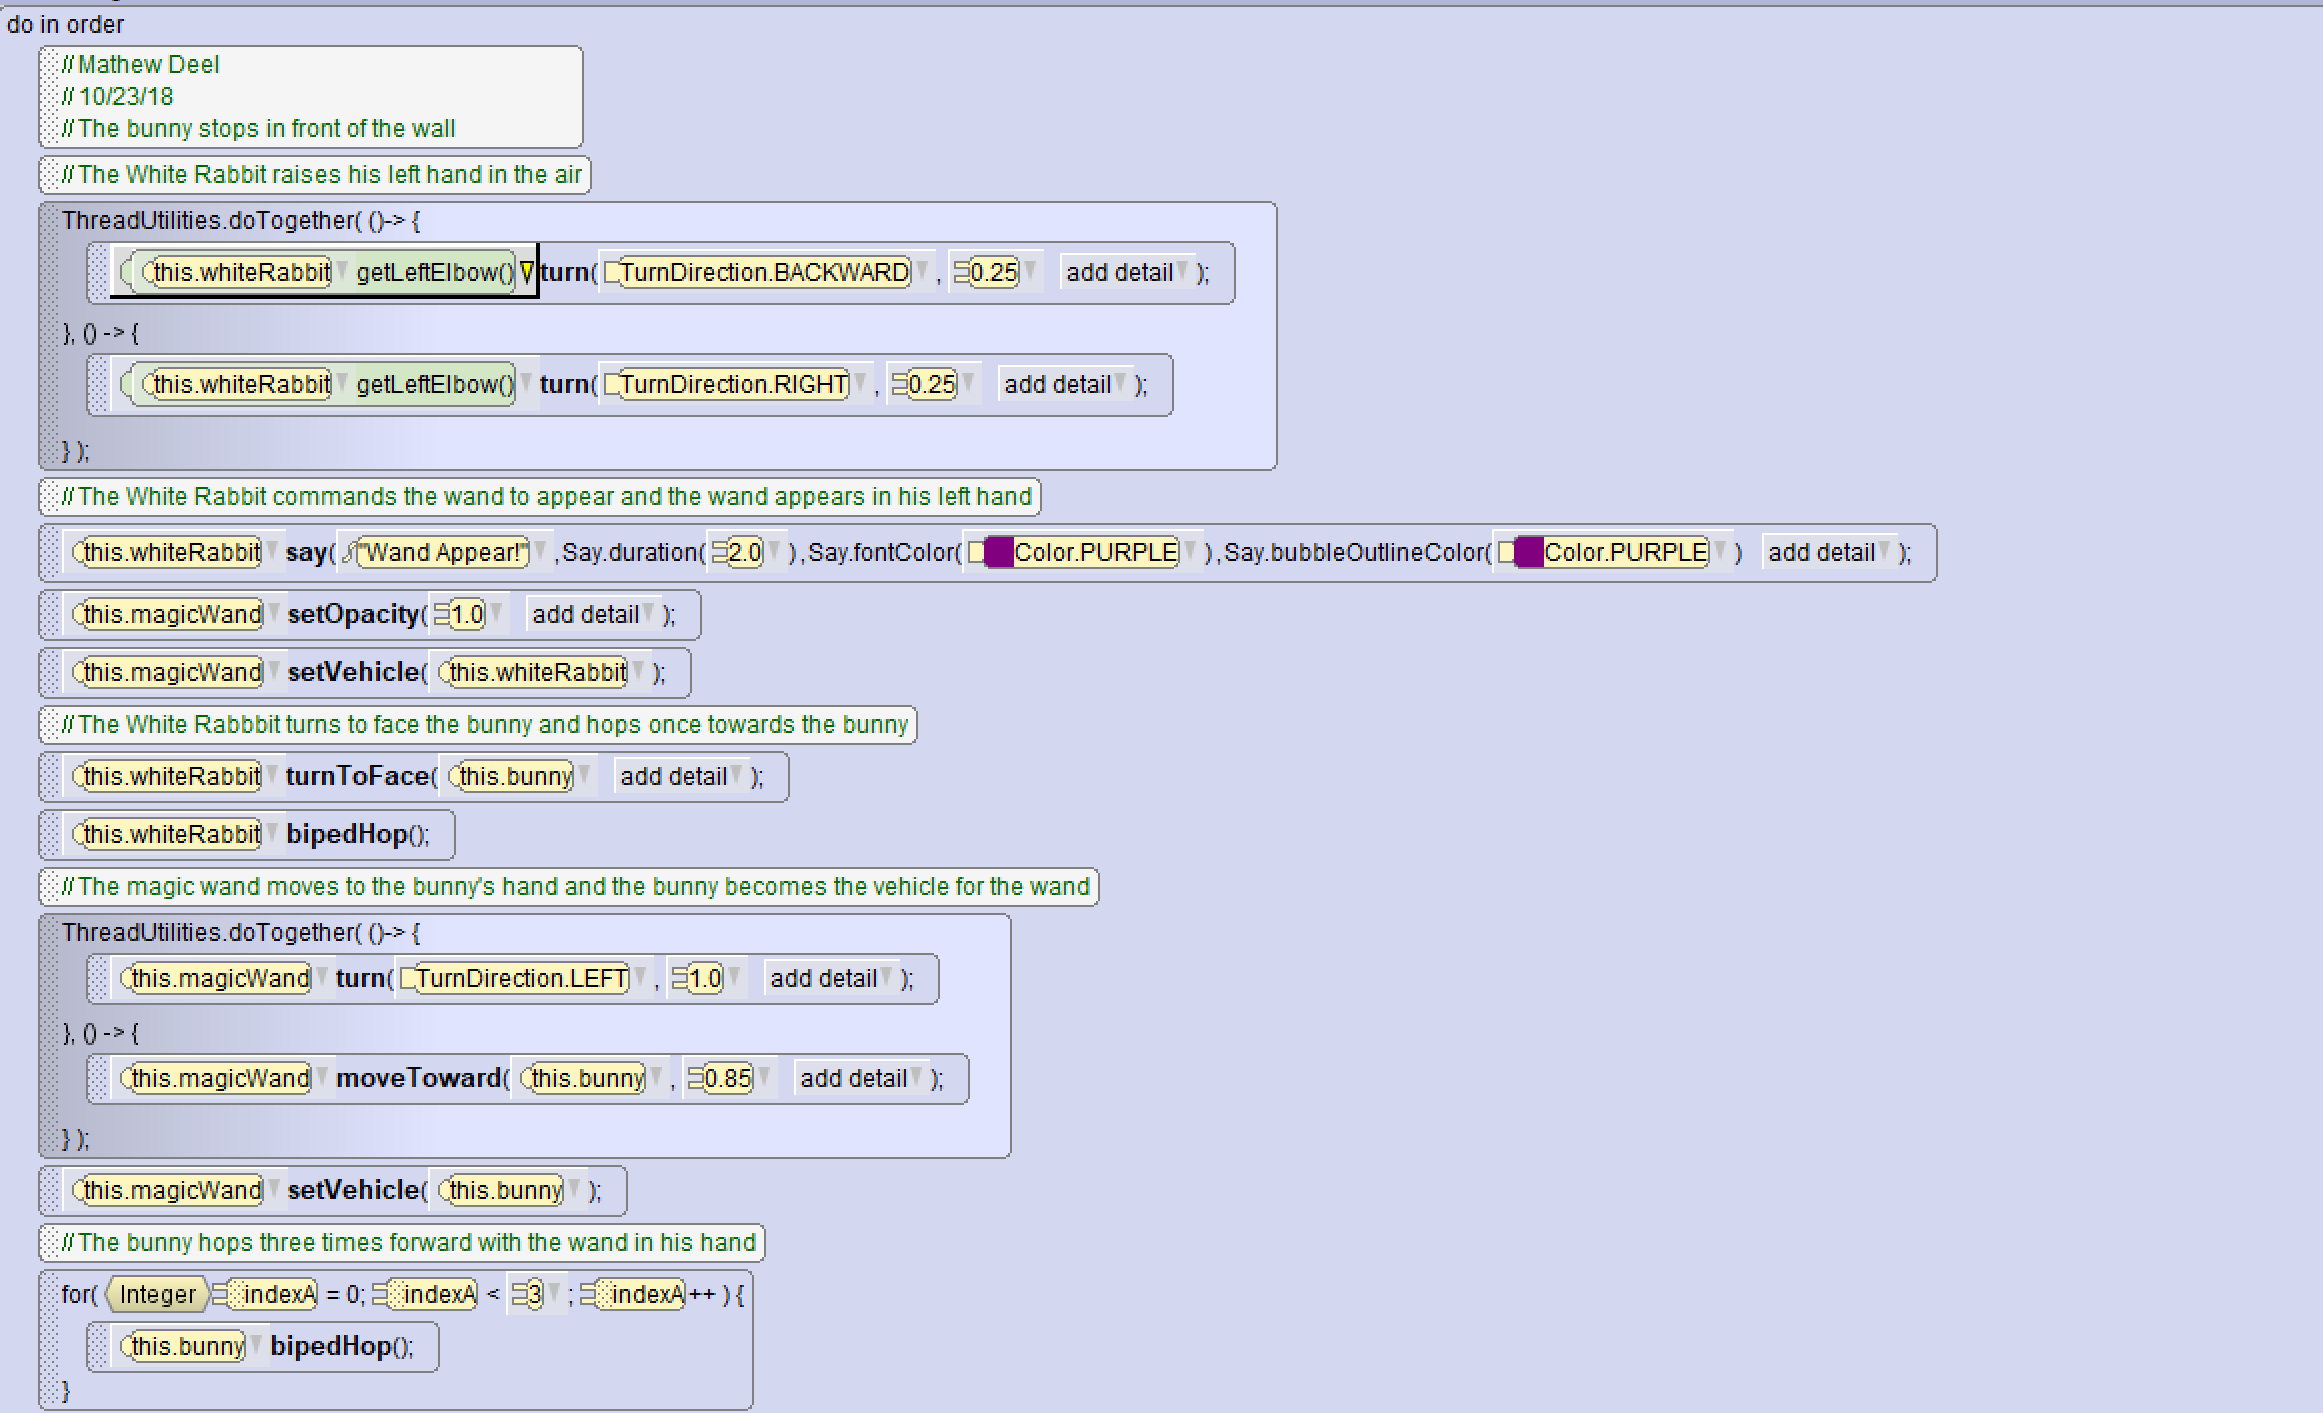 do in order
// Mathew Deel
// 10/23/18
// The bunny stops in front of the wall
// The White Rabbit raises his left hand in the air
ThreadUtilities.doTogether( ()-> {
this.whiteRabbit getLeftElbow() turn( TurnDirection.BACKWARD , 0.25 add detail );
}, () -> {
this.whiteRabbit getLeftElbow() turn( TurnDirection.RIGHT , 0.25 add detail );
} );
// The White Rabbit commands the wand to appear and the wand appears in his left hand
this.whiteRabbit say( "Wand Appear!" ,Say.duration( 2.0 ),Say.fontColor( Color.PURPLE ),Say.bubbleOutlineColor( Color.PURPLE ) add detail );
this.magicWand setOpacity( 1.0 add detail );
this.magicWand setVehicle( this.whiteRabbit );
// The White Rabbbit turns to face the bunny and hops once towards the bunny
this.whiteRabbit turnToFace( this.bunny add detail );
this.whiteRabbit bipedHop();
// The magic wand moves to the bunny's hand and the bunny becomes the vehicle for the wand
ThreadUtilities.doTogether( ()-> {
this.magicWand turn( TurnDirection.LEFT , 1.0 add detail );
}, () -> {
this.magicWand moveToward( this.bunny , 0.85 add detail );
} );
this.magicWand setVehicle( this.bunny );
// The bunny hops three times forward with the wand in his hand
for( Integer indexA = 0; indexA < 3 ; indexA ++ ) {
this.bunny bipedHop();
}